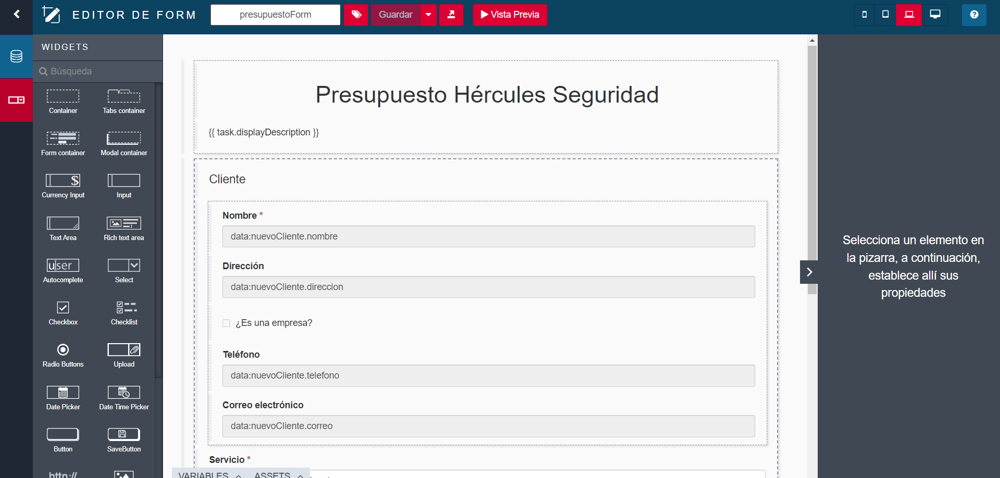 EDITOR DE FORM
presupuestoForm
Guardar
Vista Previa
WIDGETS
Búsqueda
Container
Tabs container
Form container
Modal container
$
Currency Input
Input
Text Area
Rich text area
user
Autocomplete
Select
Checkbox
Checklist
Radio Buttons
Upload
Date Picker
Date Time Picker
Button
SaveButton
http://
Presupuesto Hércules Seguridad
{{ task.displayDescription }}
Cliente
Nombre *
data:nuevoCliente.nombre
Dirección
data:nuevoCliente.direccion
¿Es una empresa?
Teléfono
data:nuevoCliente.telefono
Correo electrónico
data:nuevoCliente.correo
Servicio *
VARIABLES
ASSETS
Selecciona un elemento en
la pizarra, a continuación,
establece allí sus
propiedades